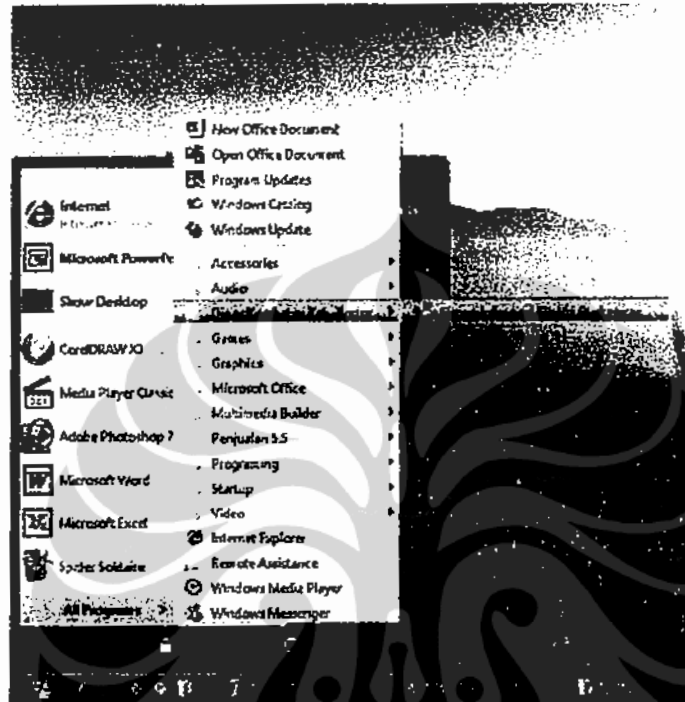 Internet
Microsoft PowerPo
Show Desktop
CorelDRAW 10
Media Player Classic
Adobe Photoshop 7
Microsoft Word
Microsoft Excel
Spider Solitaire
All Programs
New Office Document
Open Office Document
Program Updates
Windows Catalog
Windows Update
Accessories
Audio
Games
Graphics
Microsoft Office
Multimedia Builder
Penjualan 5.5
Programing
Startup
Video
Internet Explorer
Remote Assistance
Windows Media Player
Windows Messenger